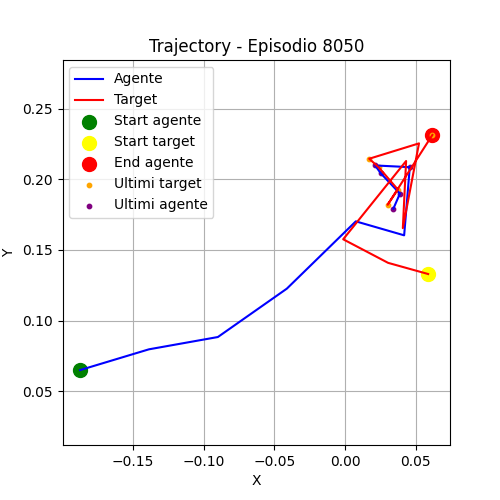 Trajectory - Episodio 8050
Agente
Target
Start agente
Start target
End agente
Ultimi target
Ultimi agente
0.25
0.20
0.15
0.10
0.05
Y
−0.15
−0.10
−0.05
0.00
0.05
X